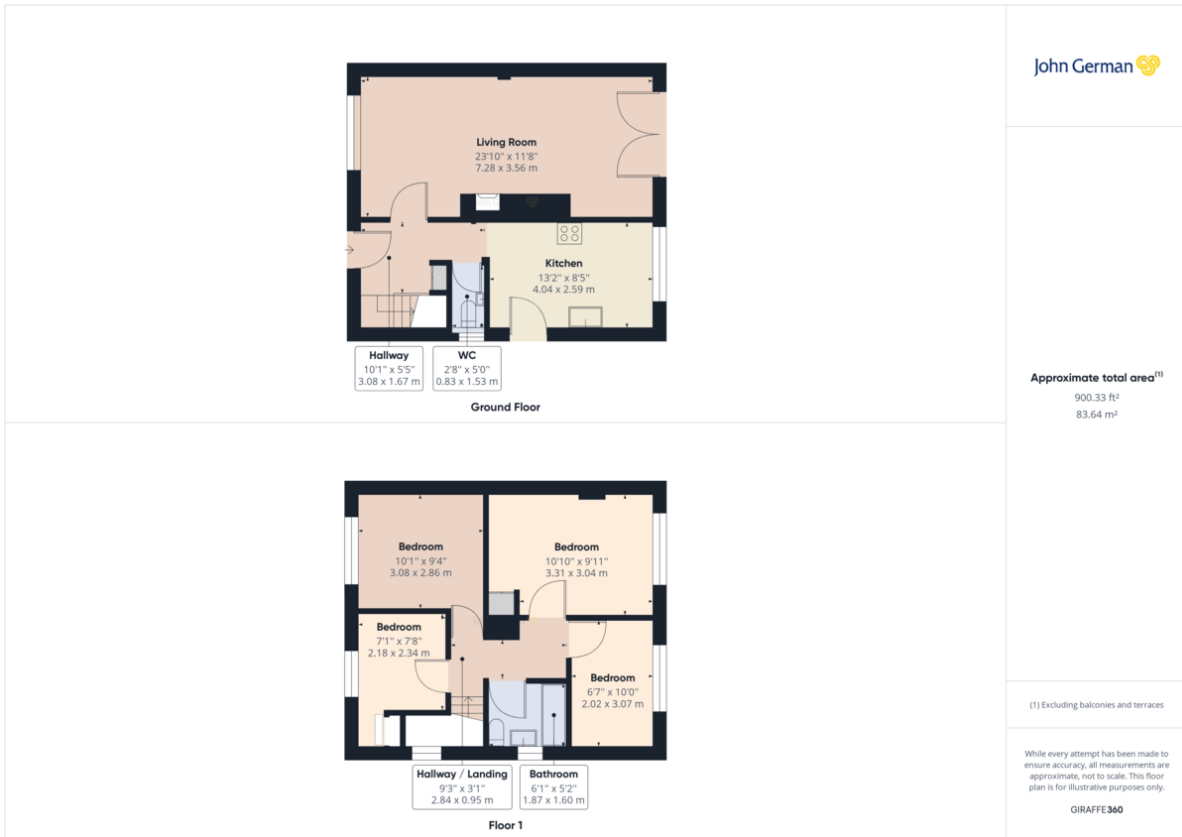 John German
Living Room
23'10" x 11'8"
7.28 x 3.56 m
Kitchen
13'2" x 8'5"
4.04 x 2.59 m
Hallway
10'1" x 5'5"
3.08 x 1.67 m
WC
2'8" x 5'0"
0.83 x 1.53 m
Ground Floor
Approximate total area(1)
900.33 ft²
83.64 m²
Bedroom
10'1" x 9'4"
3.08 x 2.86 m
Bedroom
10'10" x 9'11"
3.31 x 3.04 m
Bedroom
7'1" x 7'8"
2.18 x 2.34 m
Bedroom
6'7" x 10'0"
2.02 x 3.07 m
Hallway / Landing
9'3" x 3'1"
2.84 x 0.95 m
Bathroom
6'1" x 5'2"
1.87 x 1.60 m
Floor 1
(1) Excluding balconies and terraces
While every attempt has been made to
ensure accuracy, all measurements are
approximate, not to scale. This floor
plan is for illustrative purposes only.
GIRAFFE360